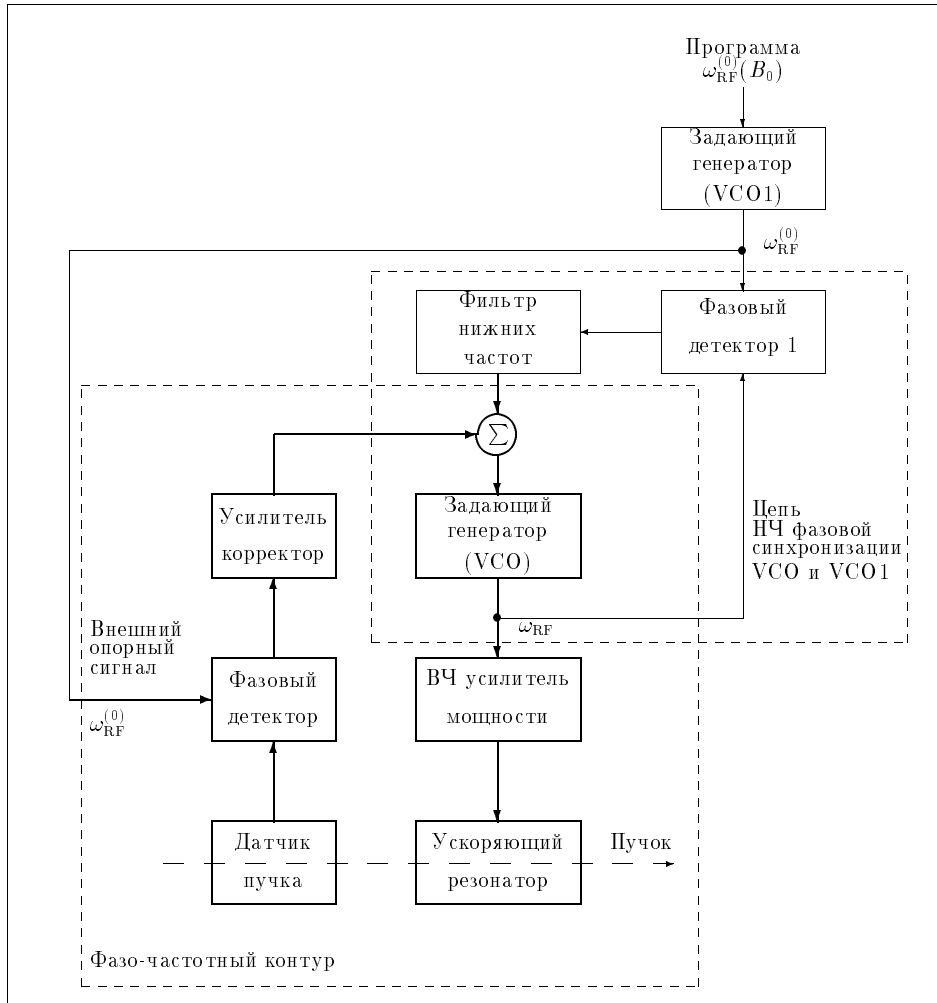 Программа
ω_RF^(0)(B_0)
Задающий
генератор
(VCO1)
ω_RF^(0)
Фильтр
нижних
частот
Фазовый
детектор 1
∑
Усилитель
корректор
Задающий
генератор
(VCO)
Цепь
НЧ фазовой
синхронизации
VCO и VCO1
ω_RF
Внешний
опорный
сигнал
ω_RF^(0)
Фазовый
детектор
ВЧ усилитель
мощности
Датчик
пучка
Ускоряющий
резонатор
Пучок
Фазо-частотный контур